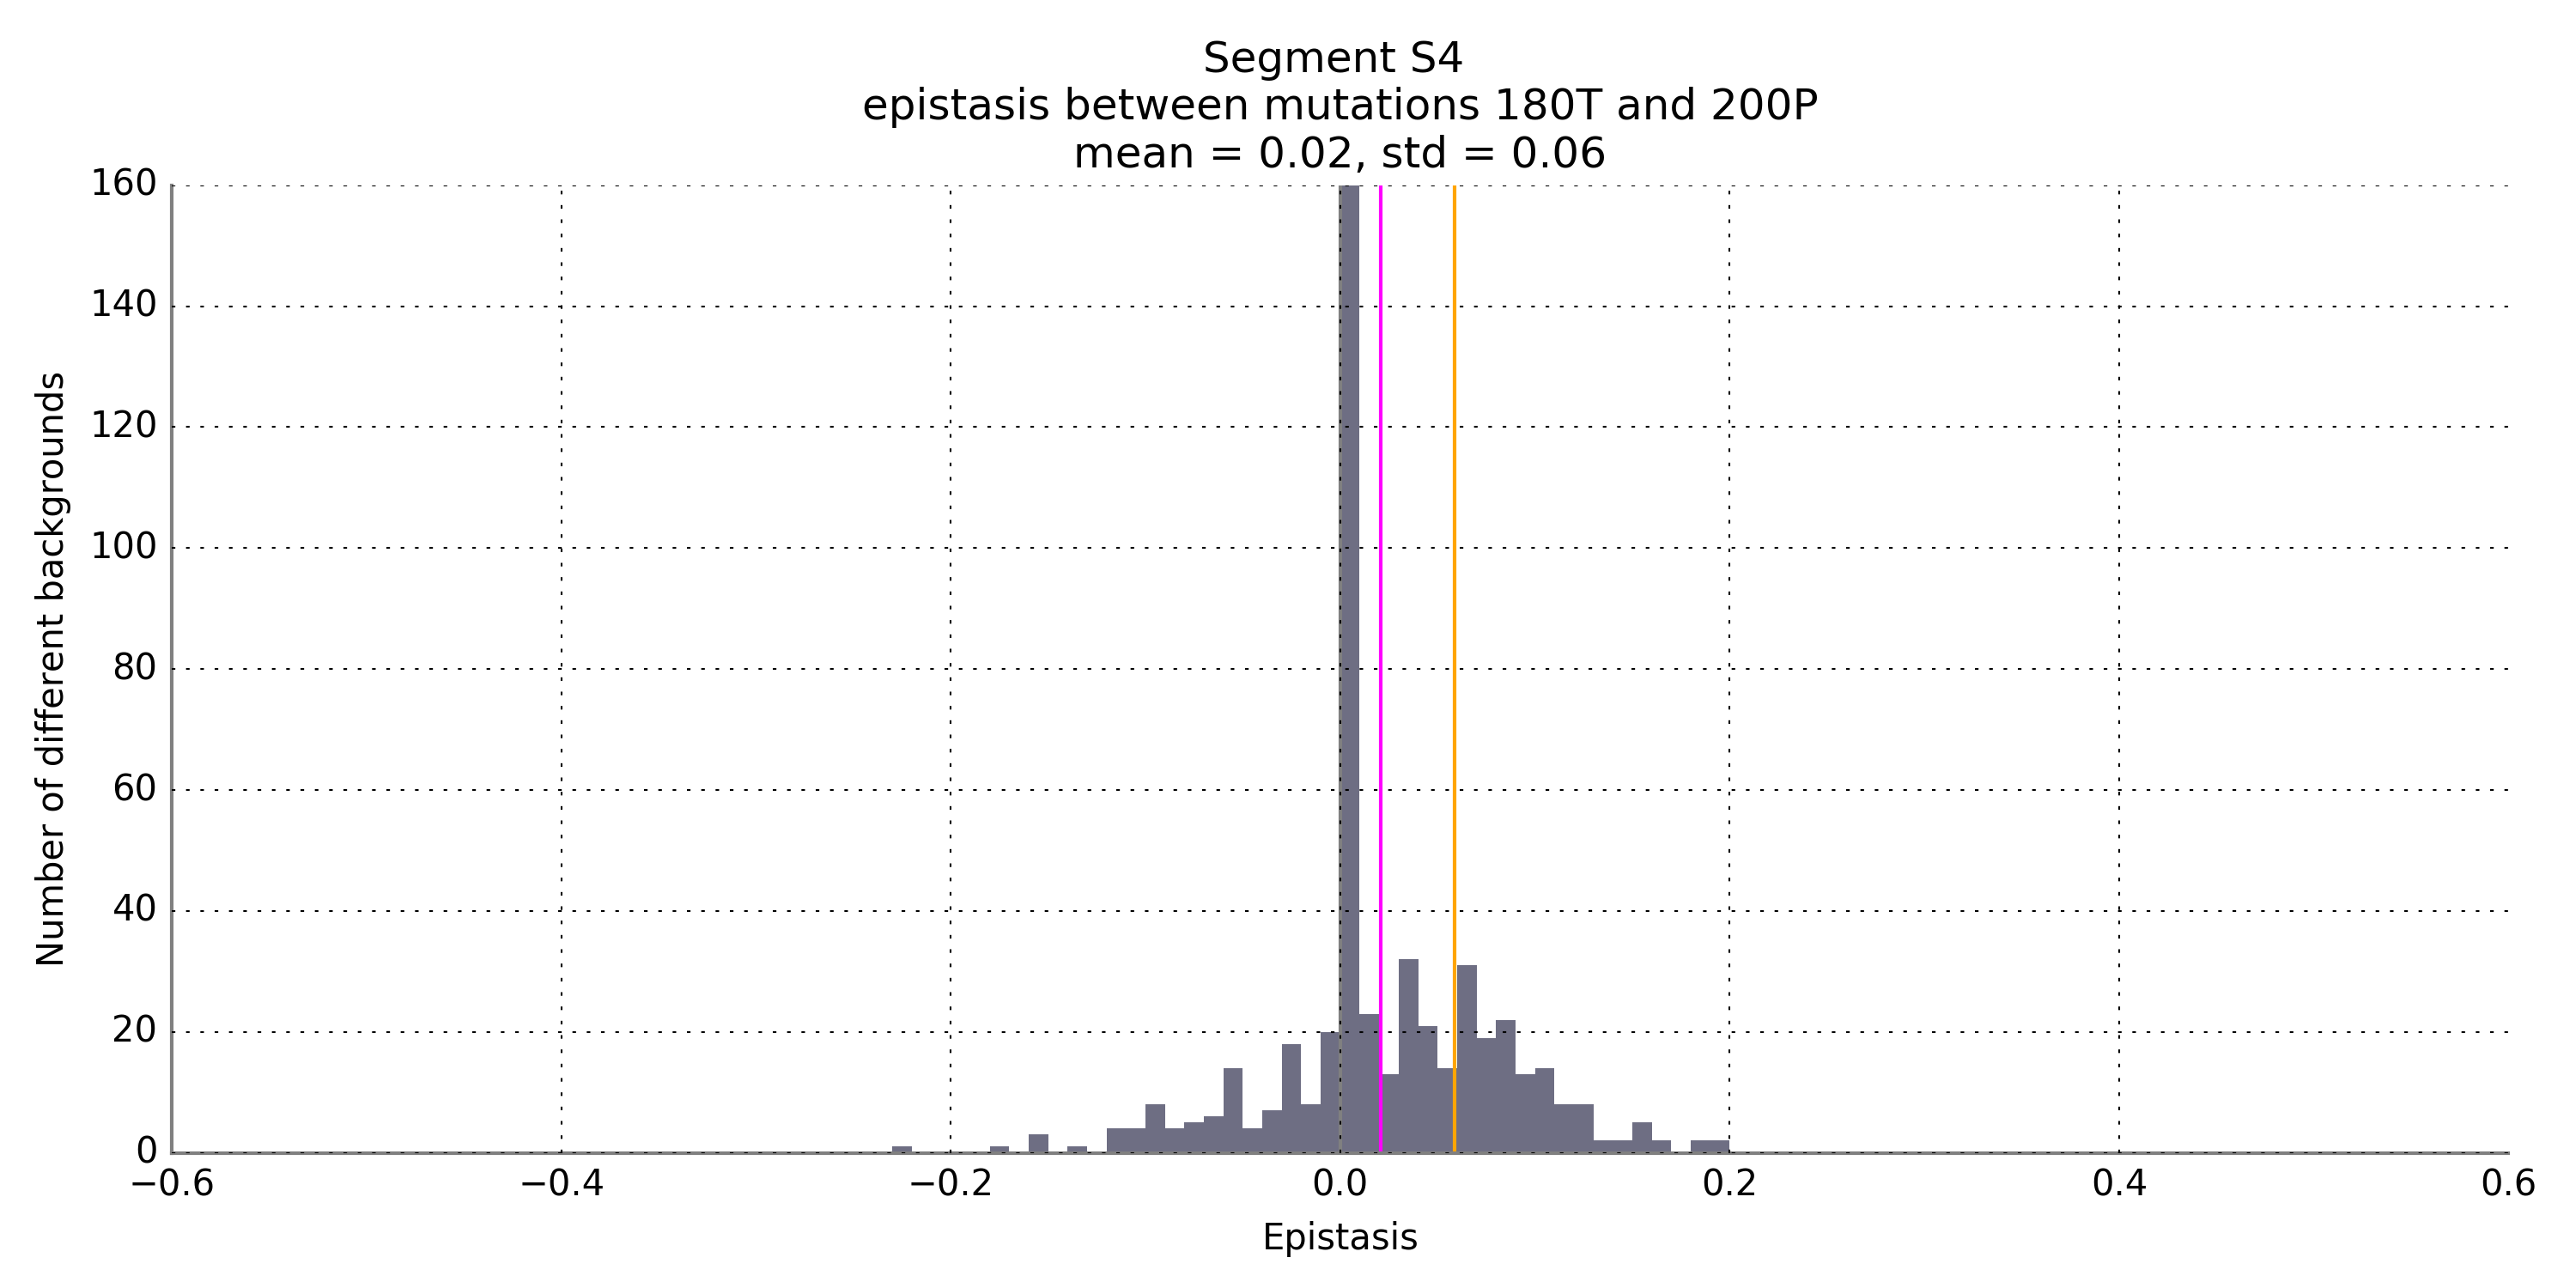 Segment S4
epistasis between mutations 180T and 200P
mean = 0.02, std = 0.06
Number of different backgrounds
160
140
120
100
80
60
40
20
0
−0.6 −0.4 −0.2 0.0 0.2 0.4 0.6
Epistasis